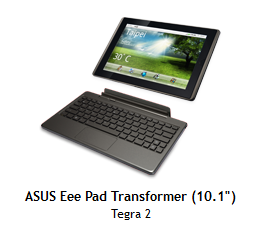 Taipei
30°C
ASUS Eee Pad Transformer (10.1")
Tegra 2